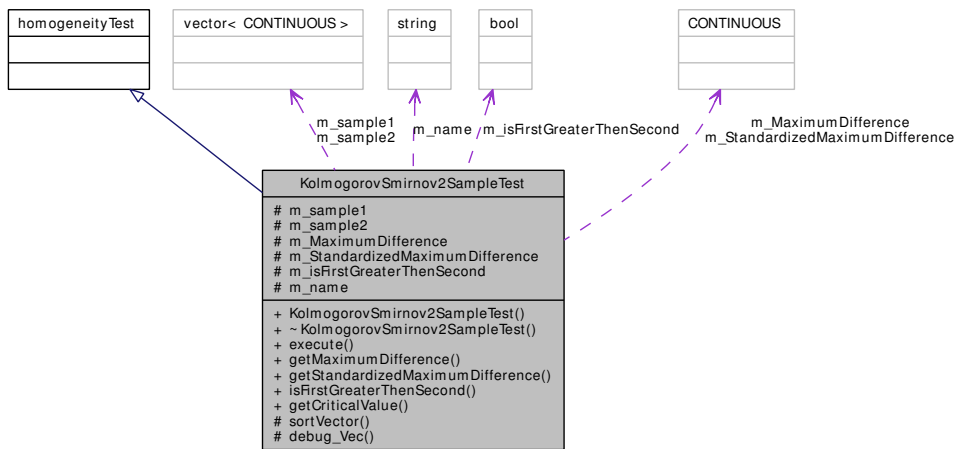 homogeneityTest
vector< CONTINUOUS >
string
bool
CONTINUOUS
m_sample1
m_sample2
m_name
m_isFirstGreaterThenSecond
m_MaximumDifference
m_StandardizedMaximumDifference
KolmogorovSmirnov2SampleTest
# m_sample1
# m_sample2
# m_MaximumDifference
# m_StandardizedMaximumDifference
# m_isFirstGreaterThenSecond
# m_name
+ KolmogorovSmirnov2SampleTest()
+ ~KolmogorovSmirnov2SampleTest()
+ execute()
+ getMaximumDifference()
+ getStandardizedMaximumDifference()
+ isFirstGreaterThenSecond()
+ getCriticalValue()
# sortVector()
# debug_Vec()